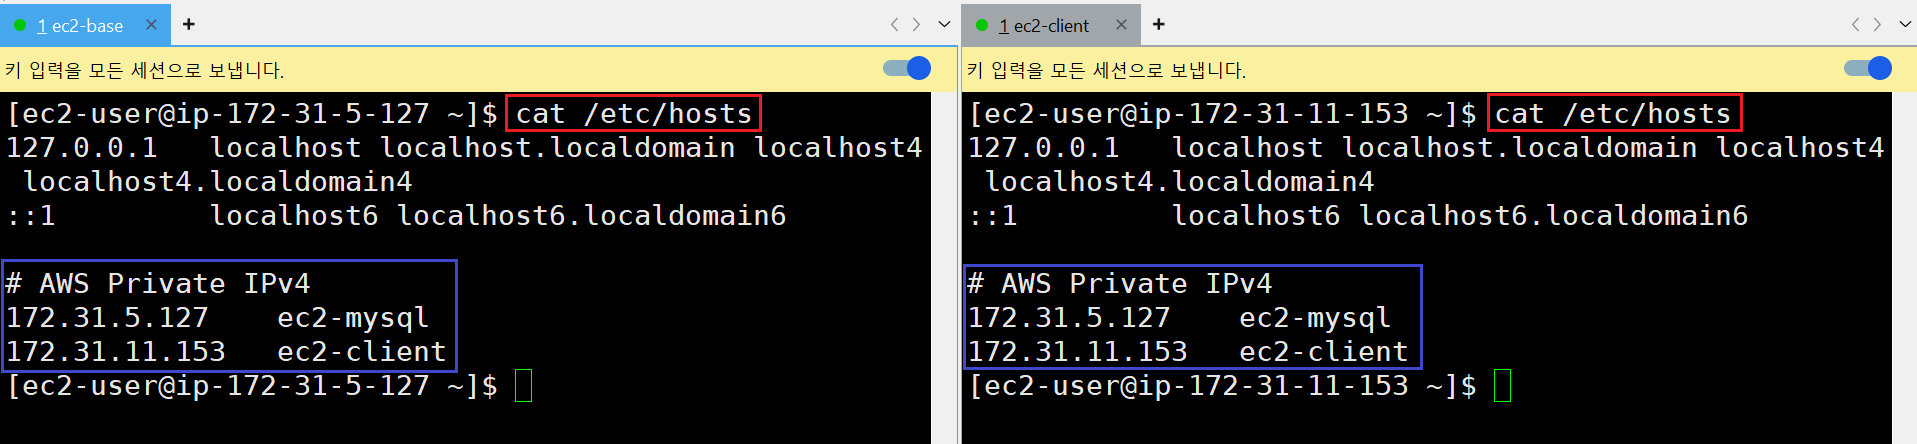 1 ec2-base
키 입력을 모든 세션으로 보냅니다.
[ec2-user@ip-172-31-5-127 ~]$ cat /etc/hosts
127.0.0.1   localhost localhost.localdomain localhost4
 localhost4.localdomain4
::1         localhost6 localhost6.localdomain6
# AWS Private IPv4
172.31.5.127    ec2-mysql
172.31.11.153   ec2-client
[ec2-user@ip-172-31-5-127 ~]$
1 ec2-client
키 입력을 모든 세션으로 보냅니다.
[ec2-user@ip-172-31-11-153 ~]$ cat /etc/hosts
127.0.0.1   localhost localhost.localdomain localhost4
 localhost4.localdomain4
::1         localhost6 localhost6.localdomain6
# AWS Private IPv4
172.31.5.127    ec2-mysql
172.31.11.153   ec2-client
[ec2-user@ip-172-31-11-153 ~]$